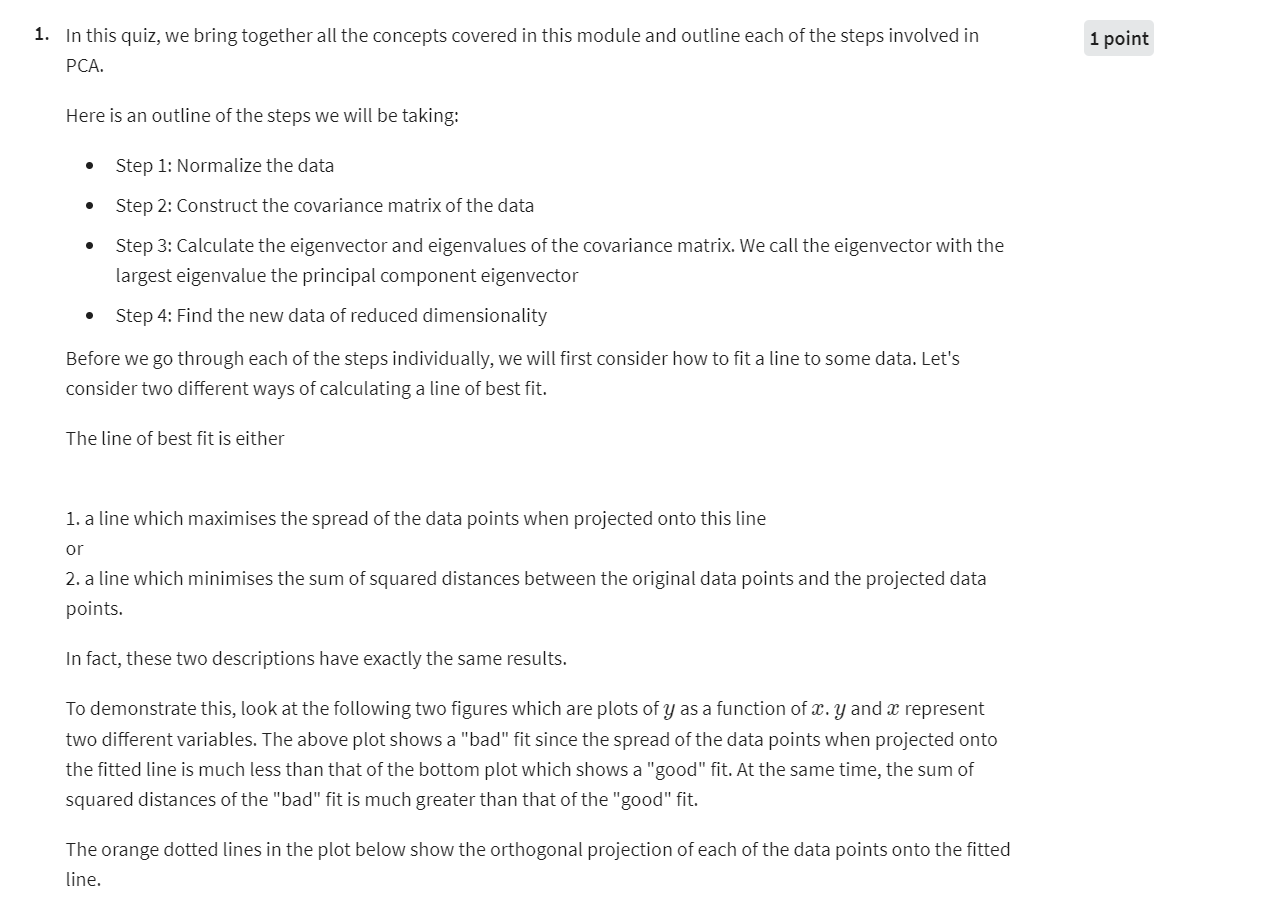 1. In this quiz, we bring together all the concepts covered in this module and outline each of the steps involved in
1 point
PCA.
Here is an outline of the steps we will be taking:
• Step 1: Normalize the data
• Step 2: Construct the covariance matrix of the data
• Step 3: Calculate the eigenvector and eigenvalues of the covariance matrix. We call the eigenvector with the
largest eigenvalue the principal component eigenvector
• Step 4: Find the new data of reduced dimensionality
Before we go through each of the steps individually, we will first consider how to fit a line to some data. Let's
consider two different ways of calculating a line of best fit.
The line of best fit is either
1. a line which maximises the spread of the data points when projected onto this line
or
2. a line which minimises the sum of squared distances between the original data points and the projected data
points.
In fact, these two descriptions have exactly the same results.
To demonstrate this, look at the following two figures which are plots of y as a function of x. y and x represent
two different variables. The above plot shows a "bad" fit since the spread of the data points when projected onto
the fitted line is much less than that of the bottom plot which shows a "good" fit. At the same time, the sum of
squared distances of the "bad" fit is much greater than that of the "good" fit.
The orange dotted lines in the plot below show the orthogonal projection of each of the data points onto the fitted
line.